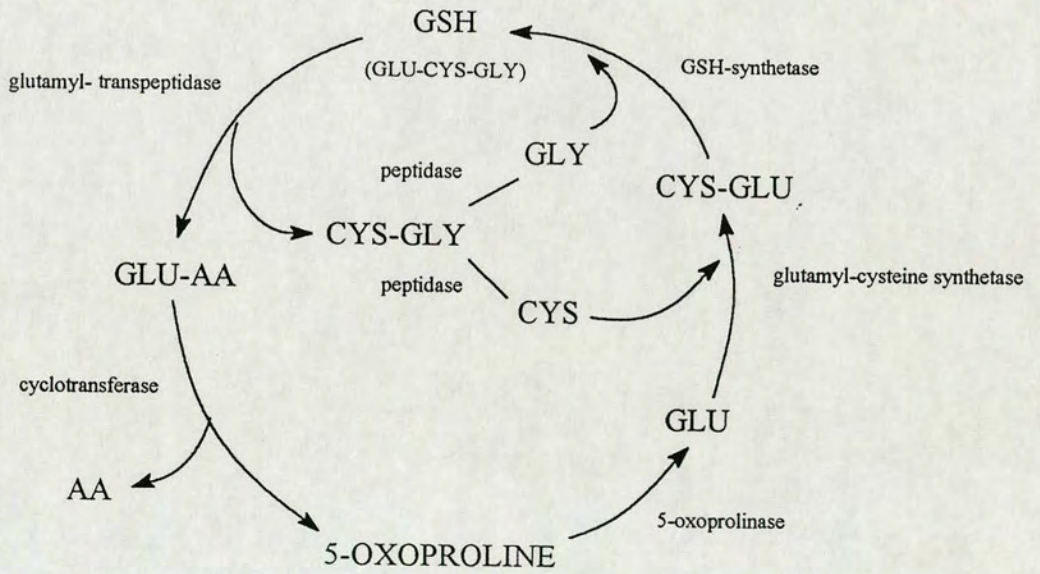 GSH
(GLU-CYS-GLY)
glutamyl- transpeptidase
GSH-synthetase
GLY
peptidase
CYS-GLU
CYS-GLY
GLU-AA
peptidase
glutamyl-cysteine synthetase
CYS
cyclotransferase
GLU
AA
5-oxoprolinase
5-OXOPROLINE